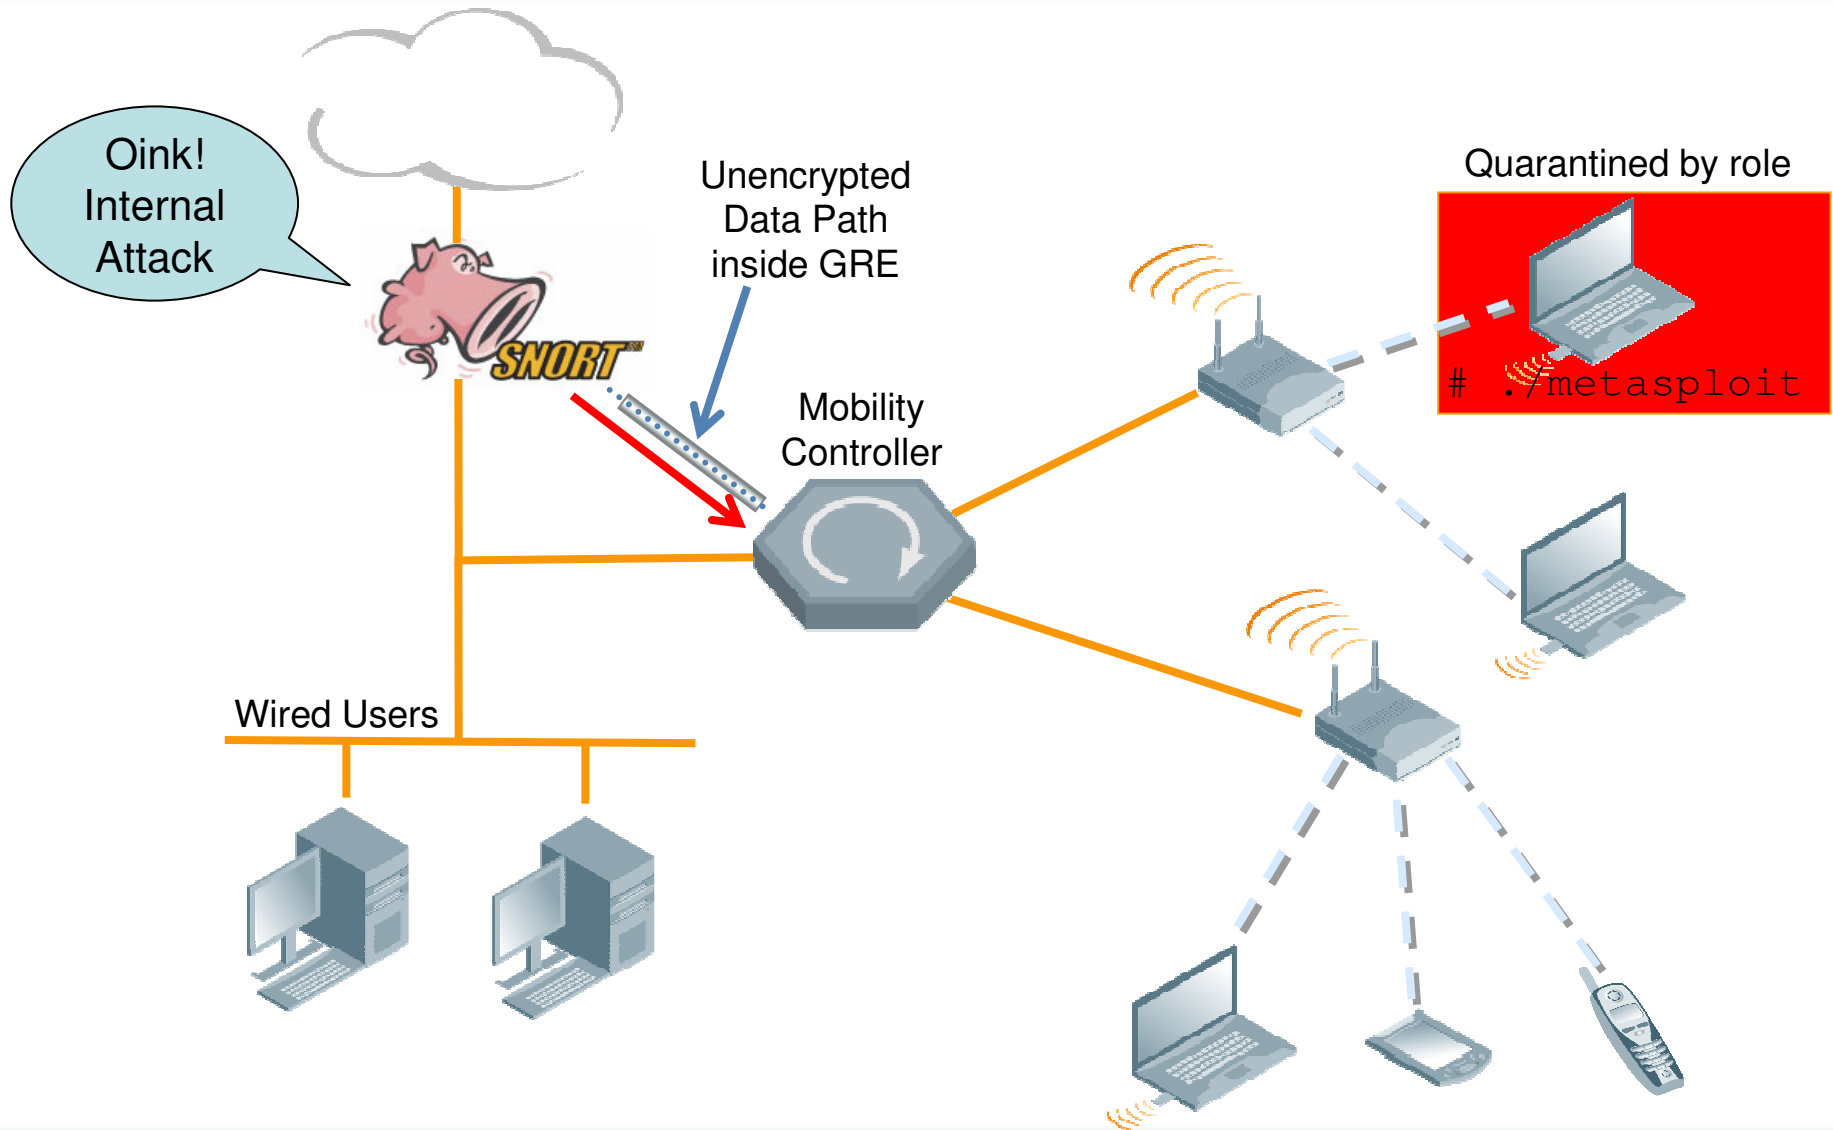 Oink!
Internal
Attack
Unencrypted
Data Path
inside GRE
Quarantined by role
SNORT
# ./metasploit
Mobility
Controller
Wired Users